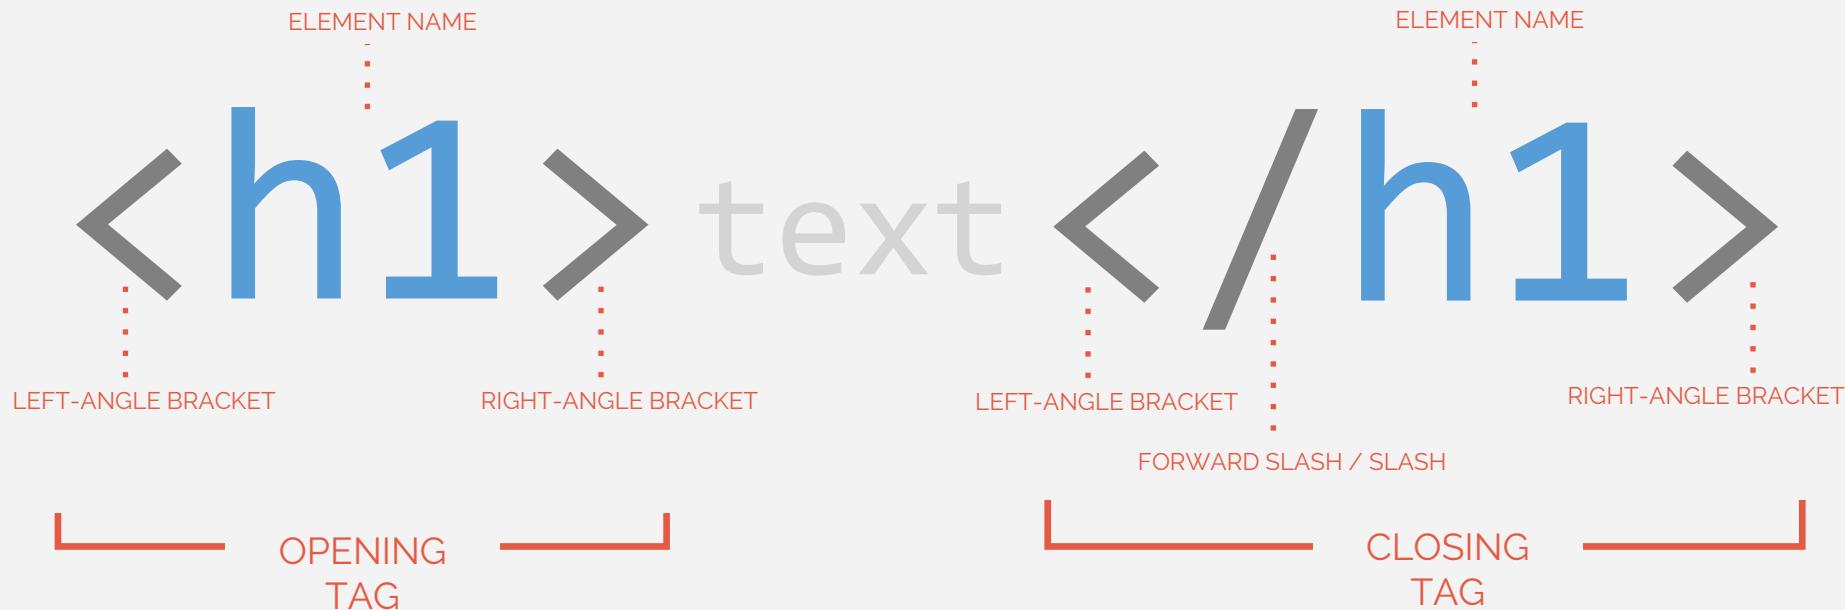 ELEMENT NAME
ELEMENT NAME
<h1> text </h1>
LEFT-ANGLE BRACKET
RIGHT-ANGLE BRACKET
LEFT-ANGLE BRACKET
RIGHT-ANGLE BRACKET
FORWARD SLASH / SLASH
OPENING
TAG
CLOSING
TAG